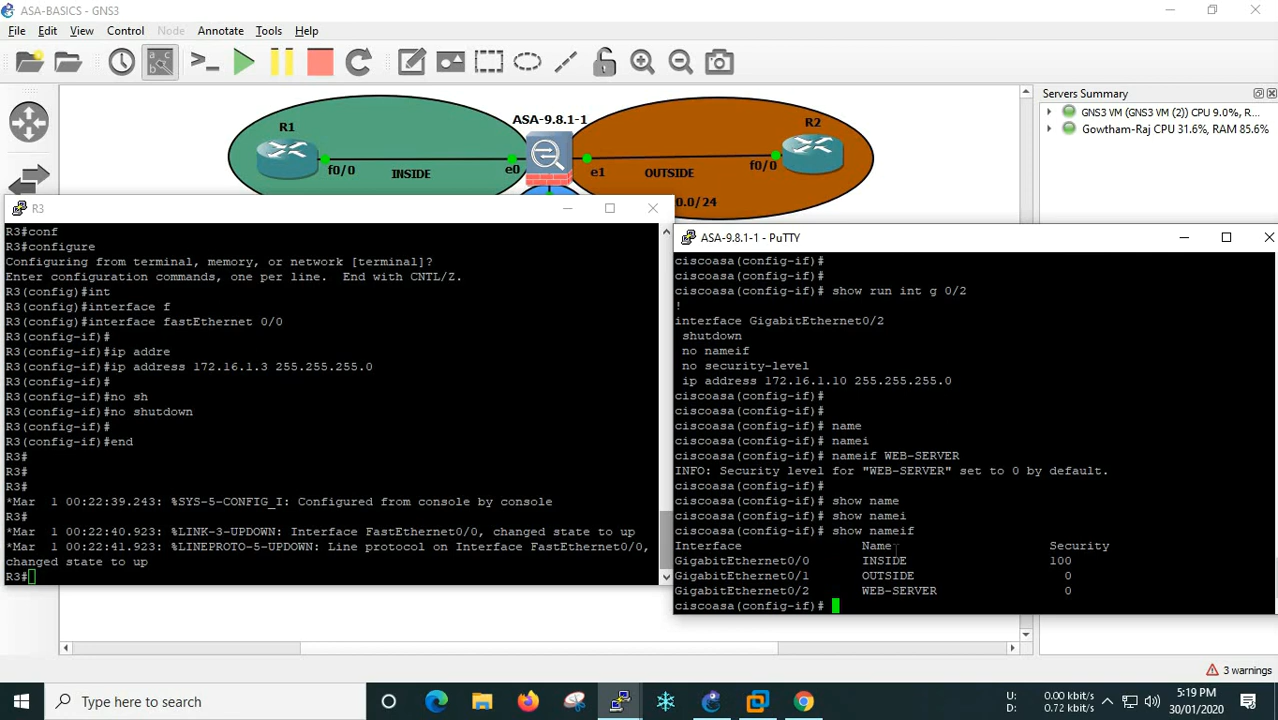 ASA-BASICS - GNS3
File Edit View Control Node Annotate Tools Help
ASA-9.8.1-1
R1
R2
f0/0
INSIDE
e0
e1
OUTSIDE
f0/0
0.0/24
Servers Summary
GNS3 VM (GNS3 VM (2)) CPU 9.0%, R...
Gowtham-Raj CPU 31.6%, RAM 85.6%
R3
R3#conf
R3#configure
Configuring from terminal, memory, or network [terminal]?
Enter configuration commands, one per line.  End with CNTL/Z.
R3(config)#int
R3(config)#interface f
R3(config)#interface fastEthernet 0/0
R3(config-if)#
R3(config-if)#ip addre
R3(config-if)#ip address 172.16.1.3 255.255.255.0
R3(config-if)#
R3(config-if)#no sh
R3(config-if)#no shutdown
R3(config-if)#
R3(config-if)#end
R3#
R3#
R3#
*Mar  1 00:22:39.243: %SYS-5-CONFIG_I: Configured from console by console
R3#
*Mar  1 00:22:40.923: %LINK-3-UPDOWN: Interface FastEthernet0/0, changed state to up
*Mar  1 00:22:41.923: %LINEPROTO-5-UPDOWN: Line protocol on Interface FastEthernet0/0,
changed state to up
R3#
ASA-9.8.1-1 - PuTTY
ciscoasa(config-if)#
ciscoasa(config-if)#
ciscoasa(config-if)# show run int g 0/2
!
interface GigabitEthernet0/2
 shutdown
 no nameif
 no security-level
 ip address 172.16.1.10 255.255.255.0
ciscoasa(config-if)#
ciscoasa(config-if)#
ciscoasa(config-if)# name
ciscoasa(config-if)# namei
ciscoasa(config-if)# nameif WEB-SERVER
INFO: Security level for "WEB-SERVER" set to 0 by default.
ciscoasa(config-if)#
ciscoasa(config-if)# show name
ciscoasa(config-if)# show namei
ciscoasa(config-if)# show nameif
Interface Name Security
GigabitEthernet0/0 INSIDE 100
GigabitEthernet0/1 OUTSIDE 0
GigabitEthernet0/2 WEB-SERVER 0
ciscoasa(config-if)#
3 warnings
Type here to search
U: 0.00 kbit/s
D: 0.72 kbit/s
5:19 PM
30/01/2020